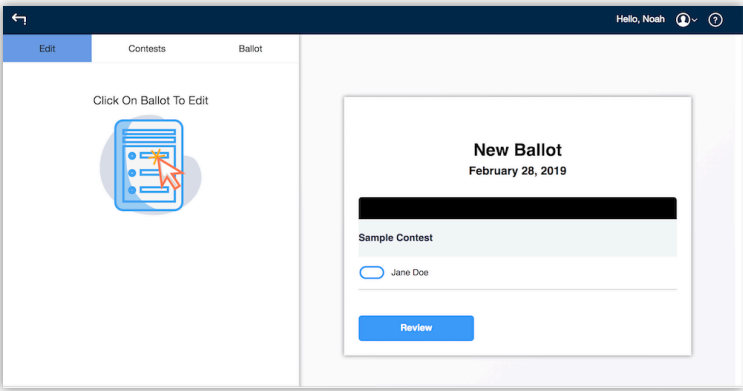 Hello, Noah
?
Edit Contests Ballot
Click On Ballot To Edit
New Ballot
February 28, 2019
Sample Contest
Jane Doe
Review